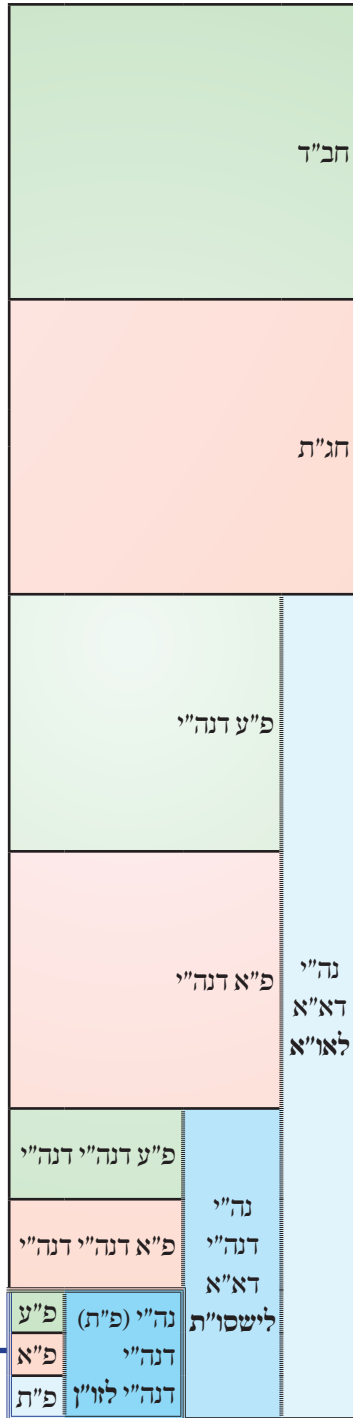 חב"ד
חג"ת
פ"ע דנה"י
פ"א דנה"י
נה"י
דא"א
לאו"א
פ"ע דנה"י דנה"י
פ"א דנה"י דנה"י
נה"י
דנה"י
דא"א
לישסו"ת
נה"י (פ"ת)
דנה"י
דנה"י לזו"ן
פ"ע
פ"א
פ"ת